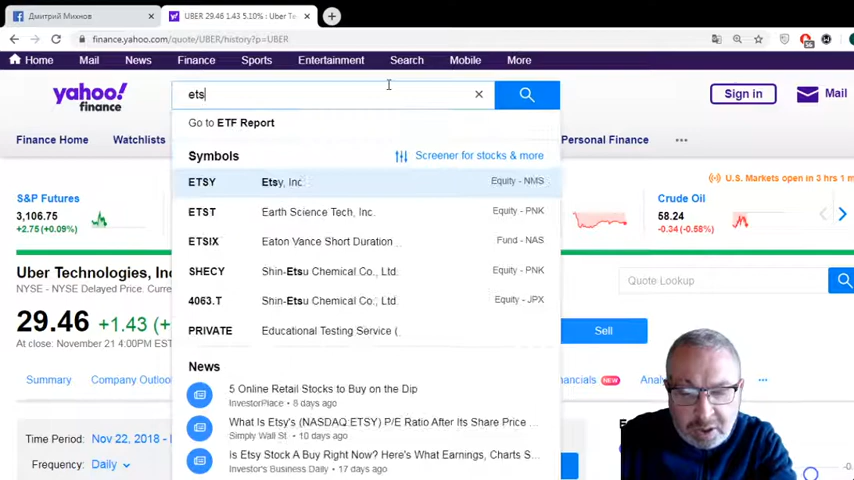 Дмитрий Михнов
UBER 29.46 1.43 5.10% : Uber Te
finance.yahoo.com/quote/UBER/history?p=UBER
56
Home Mail News Finance Sports Entertainment Search Mobile More
yahoo!
finance
ets
Sign in Mail
Go to ETF Report
Finance Home Watchlists Personal Finance
Symbols Screener for stocks & more
U.S. Markets open in 3 hrs 1 m
ETSY Etsy, Inc. Equity - NMS
S&P Futures
3,106.75
+2.75 (+0.09%)
Crude Oil
58.24
-0.34 (-0.58%)
ETST Earth Science Tech, Inc. Equity - PNK
ETSIX Eaton Vance Short Duration .. Fund - NAS
SHECY Shin-Etsu Chemical Co., Ltd. Equity - PNK
4063.T Shin-Etsu Chemical Co., Ltd. Equity - JPX
PRIVATE Educational Testing Service (.
Uber Technologies, Inc
NYSE - NYSE Delayed Price. Curre
Quote Lookup
29.46 +1.43 (+
At close: November 21 4:00PM EST
Sell
News
Summary Company Outloo
nancials NEW Analy
5 Online Retail Stocks to Buy on the Dip
InvestorPlace • 8 days ago
What Is Etsy's (NASDAQ:ETSY) P/E Ratio After Its Share Price ...
Simply Wall St. • 10 days ago
Is Etsy Stock A Buy Right Now? Here's What Earnings, Charts S...
Investor's Business Daily • 17 days ago
Time Period: Nov 22, 2018 -
Frequency: Daily